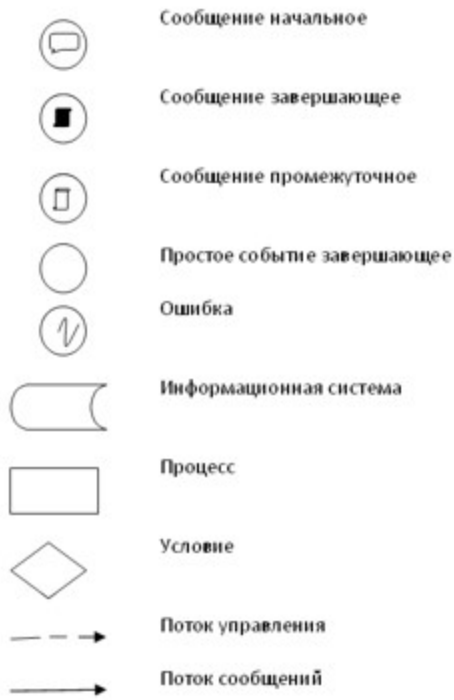 Сообщение начальное
Сообщение завершающее
Сообщение промежуточное
Простое событие завершающее
Ошибка
Информационная система
Процесс
Условие
Поток управления
Поток сообщений